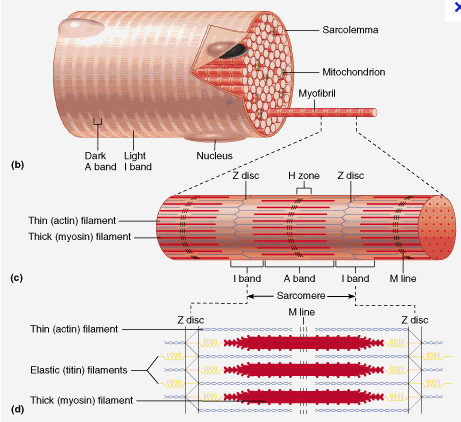 Sarcolemma
Mitochondrion
Myofibril
(b)
Dark
A band
Light
I band
Nucleus
Z disc
H zone
Z disc
Thin (actin) filament
Thick (myosin) filament
(c)
I band
A band
I band
M line
Sarcomere
Z disc
M line
Z disc
Thin (actin) filament
Elastic (titin) filaments
Thick (myosin) filament
(d)